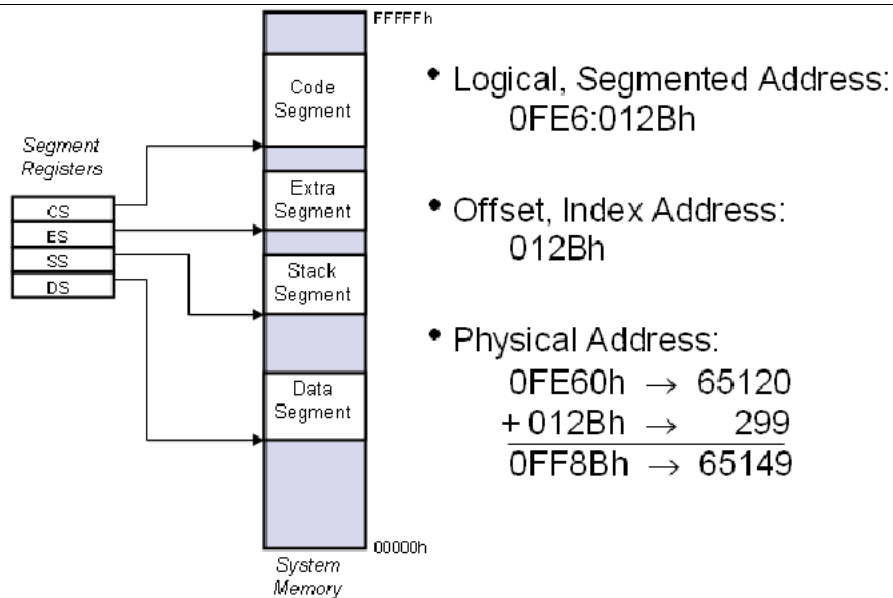 FFFFFh
Code
Segment
Segment
Registers
CS
ES
SS
DS
Extra
Segment
Stack
Segment
Data
Segment
00000h
System
Memory
• Logical, Segmented Address:
0FE6:012Bh
• Offset, Index Address:
012Bh
• Physical Address:
0FE60h → 65120
+ 012Bh → 299
0FF8Bh → 65149